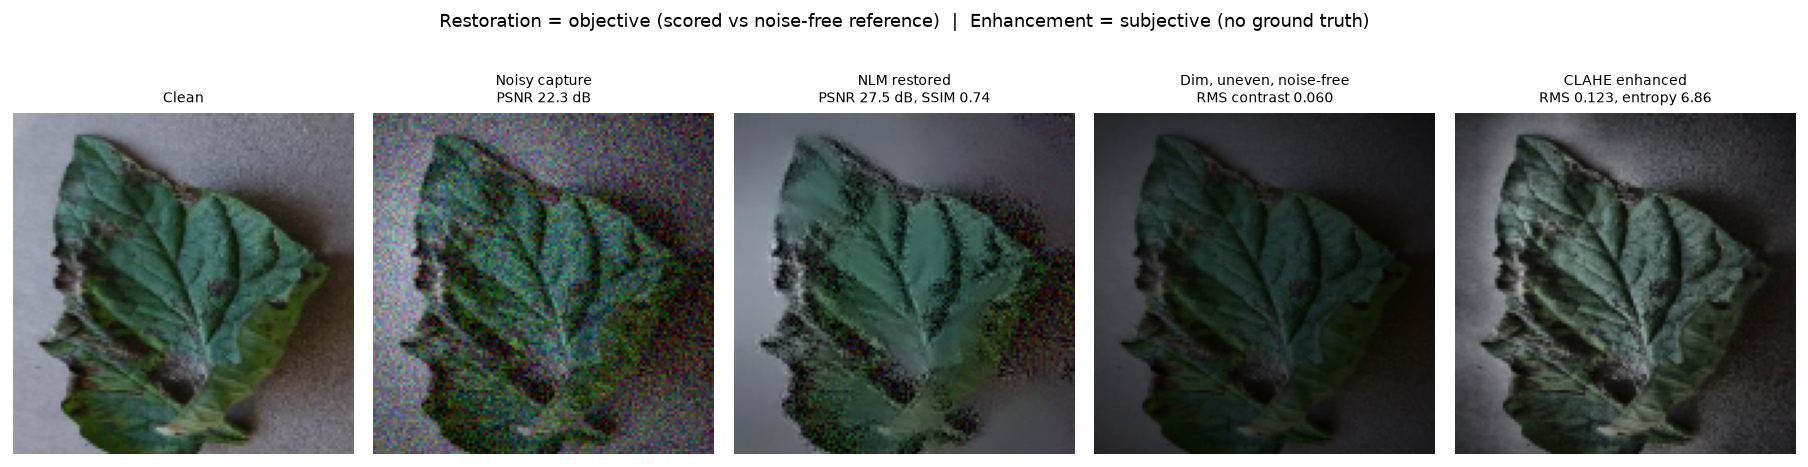 Restoration = objective (scored vs noise-free reference)  |  Enhancement = subjective (no ground truth)
Clean
Noisy capture
PSNR 22.3 dB
NLM restored
PSNR 27.5 dB, SSIM 0.74
Dim, uneven, noise-free
RMS contrast 0.060
CLAHE enhanced
RMS 0.123, entropy 6.86